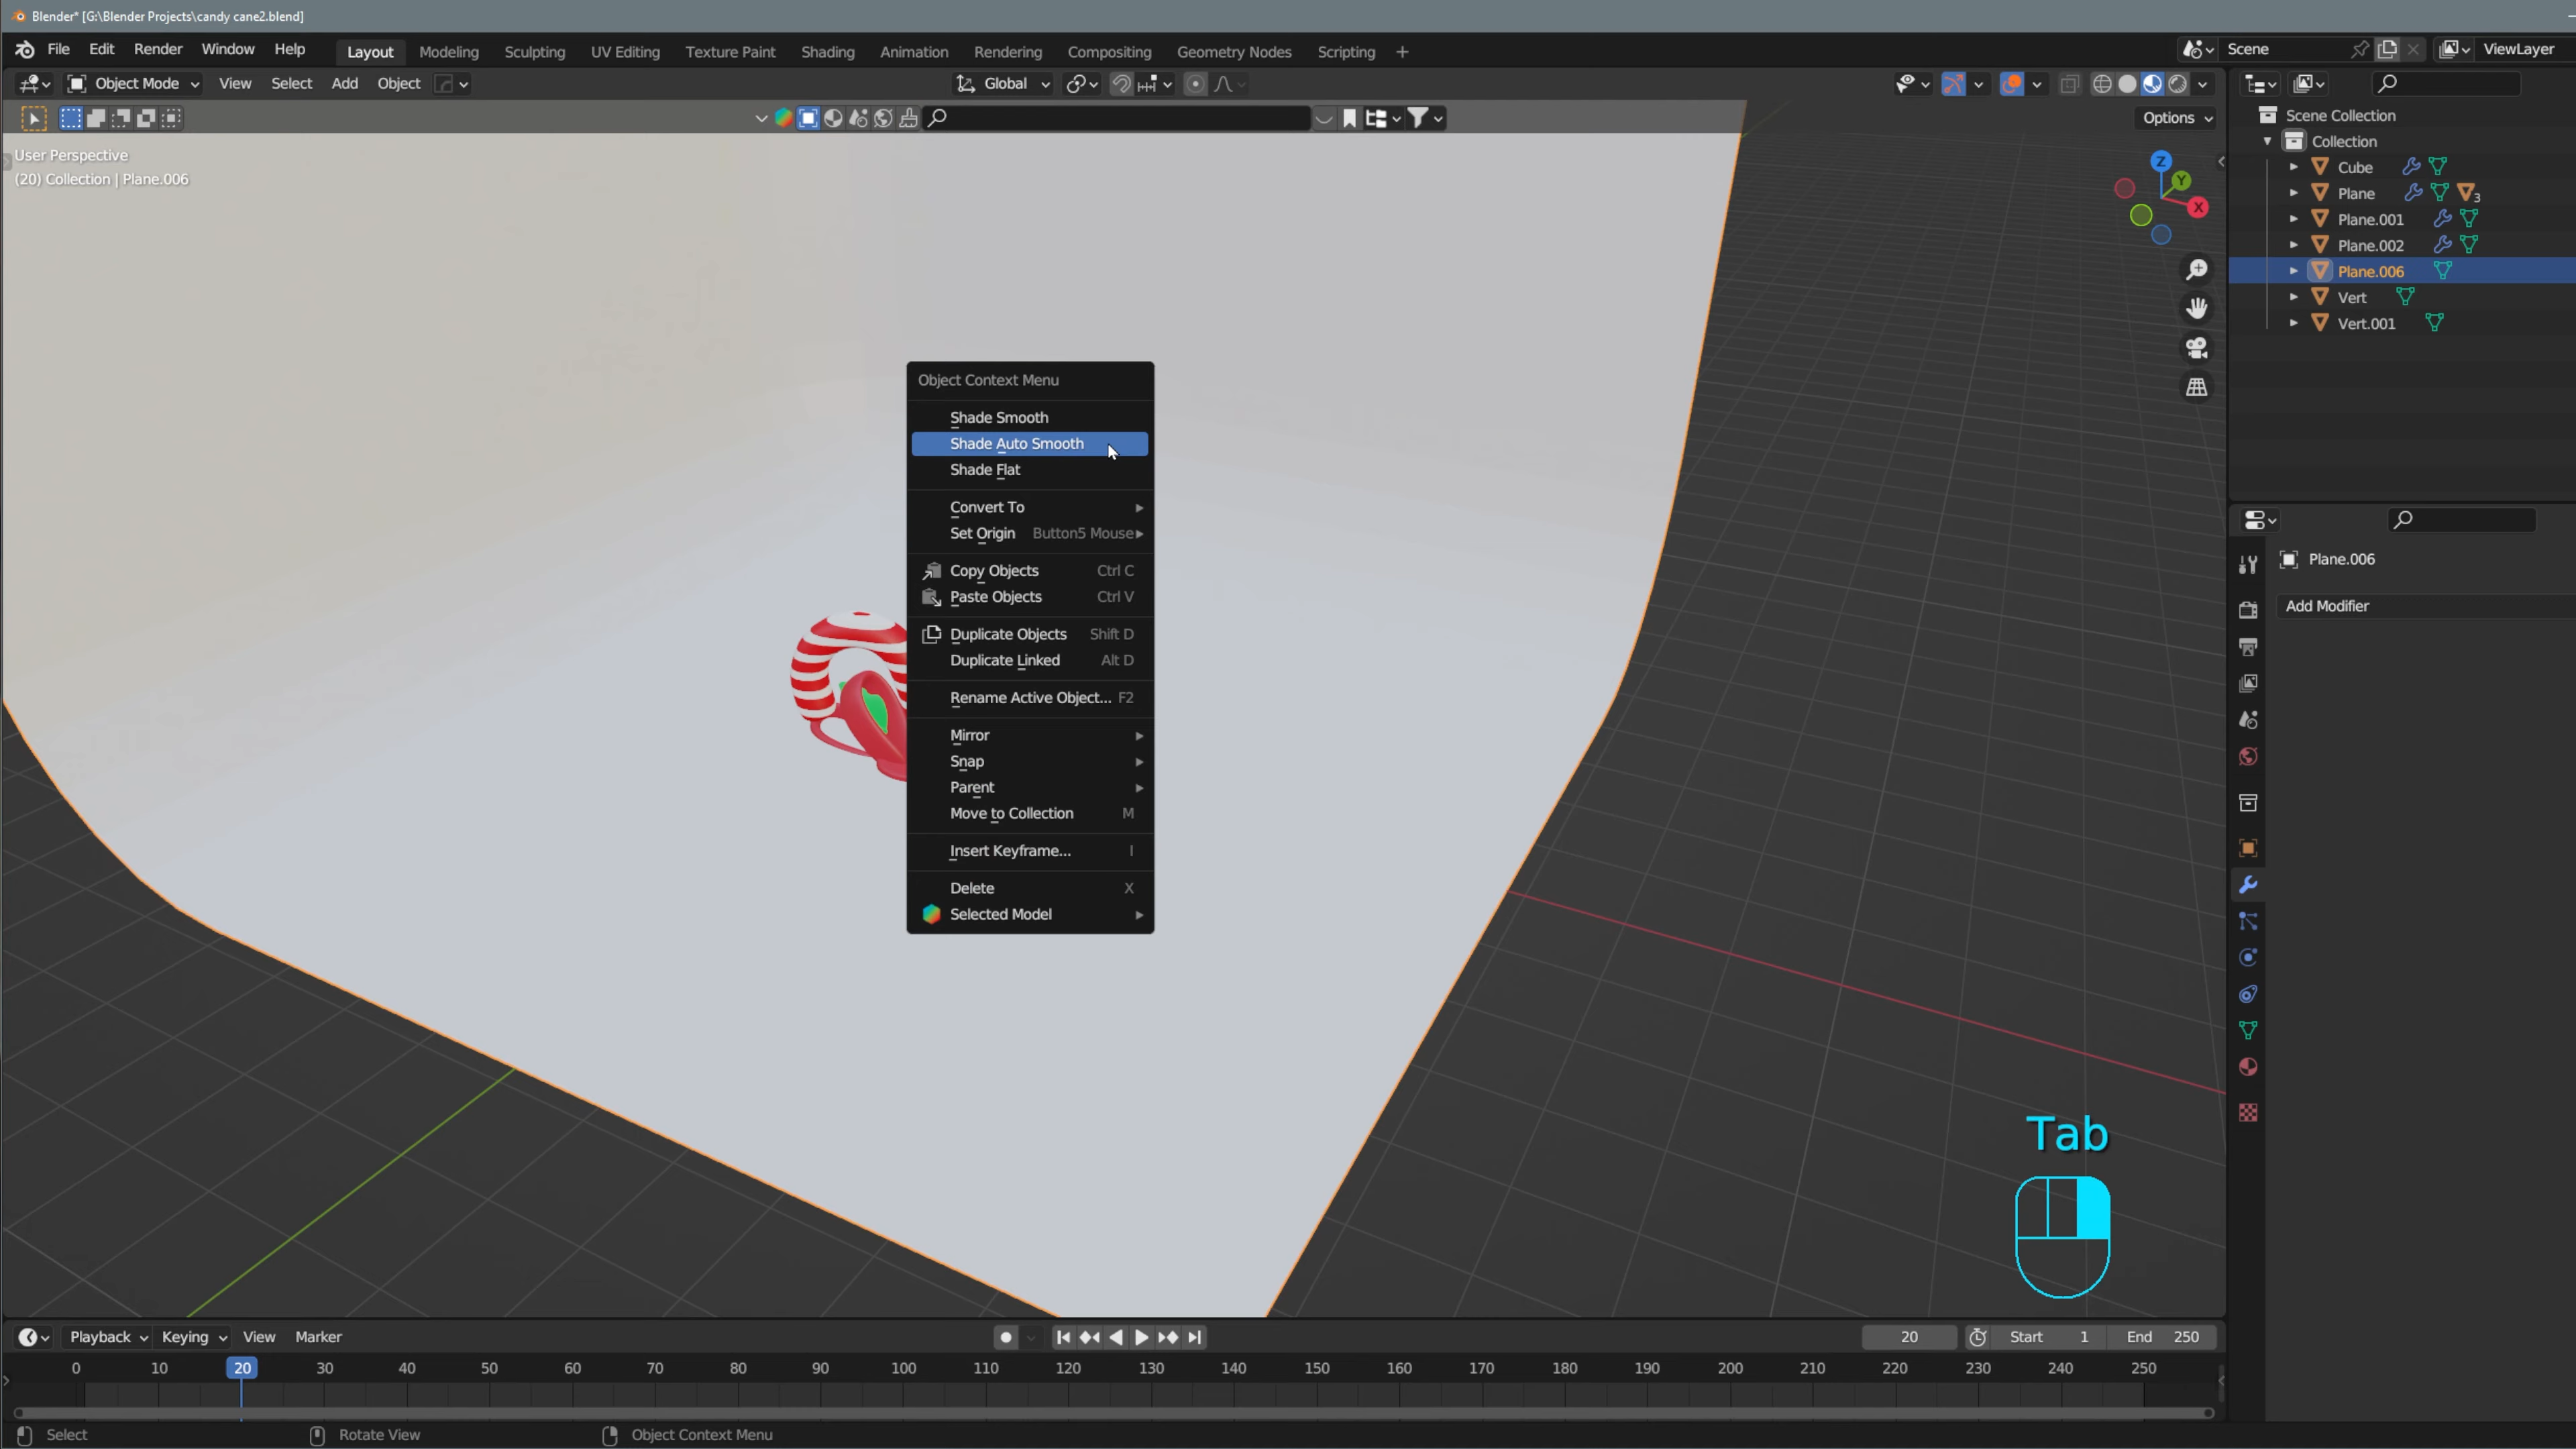 Blender* [G:\Blender Projects\candy cane2.blend]
File Edit Render Window Help Layout Modeling Sculpting UV Editing Texture Paint Shading Animation Rendering Compositing Geometry Nodes Scripting + Scene ViewLayer
Object Mode View Select Add Object Global
Options
User Perspective
(20) Collection | Plane.006
Z
Y
X
Scene Collection
Collection
Cube
Plane 3
Plane.001
Plane.002
Plane.006
Vert
Vert.001
Plane.006
Add Modifier
Object Context Menu
Shade Smooth
Shade Auto Smooth
Shade Flat
Convert To
Set Origin Button5 Mouse
Copy Objects Ctrl C
Paste Objects Ctrl V
Duplicate Objects Shift D
Duplicate Linked Alt D
Rename Active Object... F2
Mirror
Snap
Parent
Move to Collection M
Insert Keyframe... I
Delete X
Selected Model
Tab
Playback Keying View Marker 20 Start 1 End 250
0 10 20 30 40 50 60 70 80 90 100 110 120 130 140 150 160 170 180 190 200 210 220 230 240 250
Select Rotate View Object Context Menu